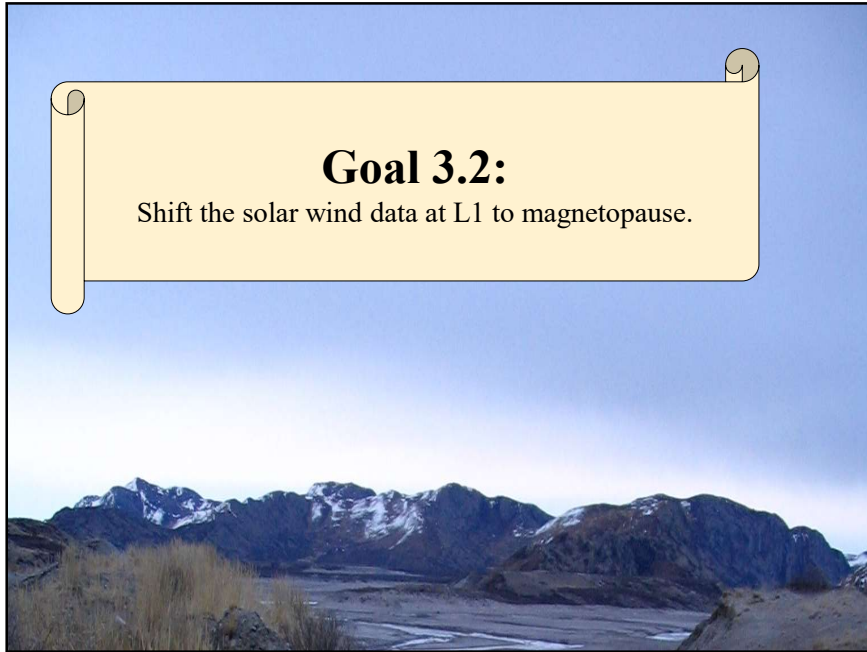 Goal 3.2:
Shift the solar wind data at L1 to magnetopause.